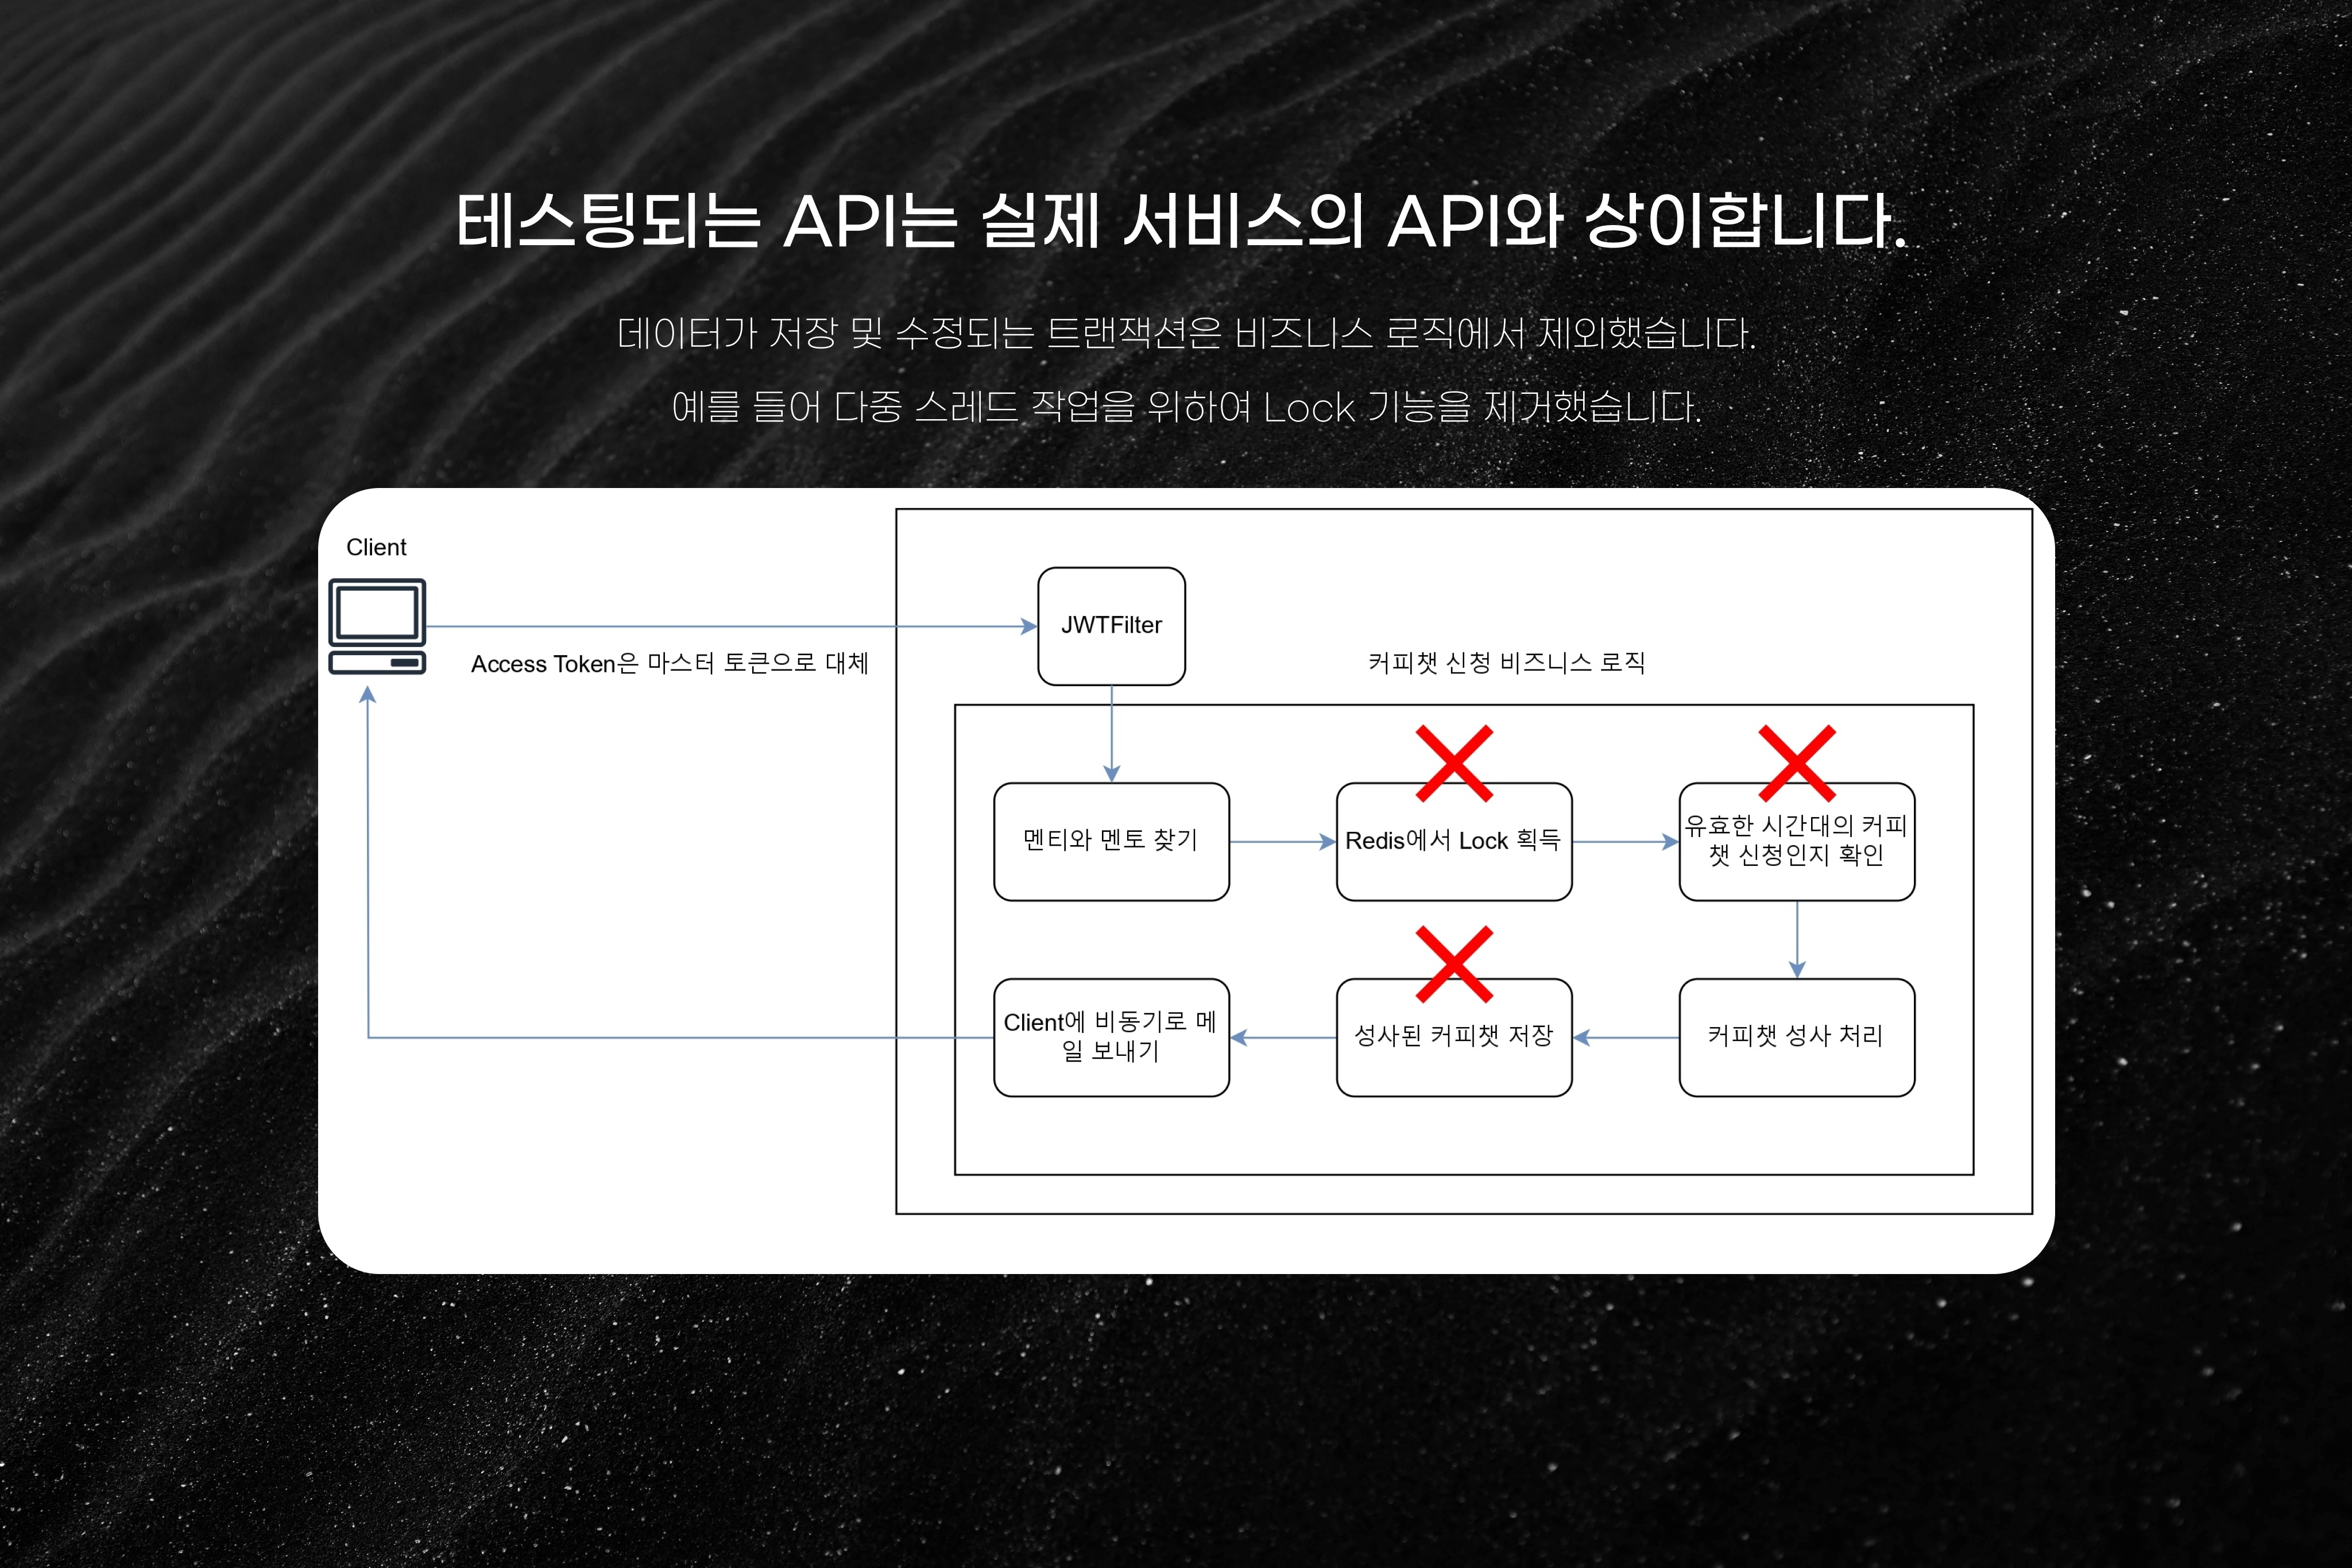 테스팅되는 API는 실제 서비스의 API와 상이합니다.
데이터가 저장 및 수정되는 트랜잭션은 비즈니스 로직에서 제외했습니다.
예를 들어 다중 스레드 작업을 위하여 Lock 기능을 제거했습니다.
Client
JWTFilter
Access Token은 마스터 토큰으로 대체
커피챗 신청 비즈니스 로직
멘티와 멘토 찾기
Redis에서 Lock 획득
유효한 시간대의 커피
챗 신청인지 확인
Client에 비동기로 메
일 보내기
성사된 커피챗 저장
커피챗 성사 처리